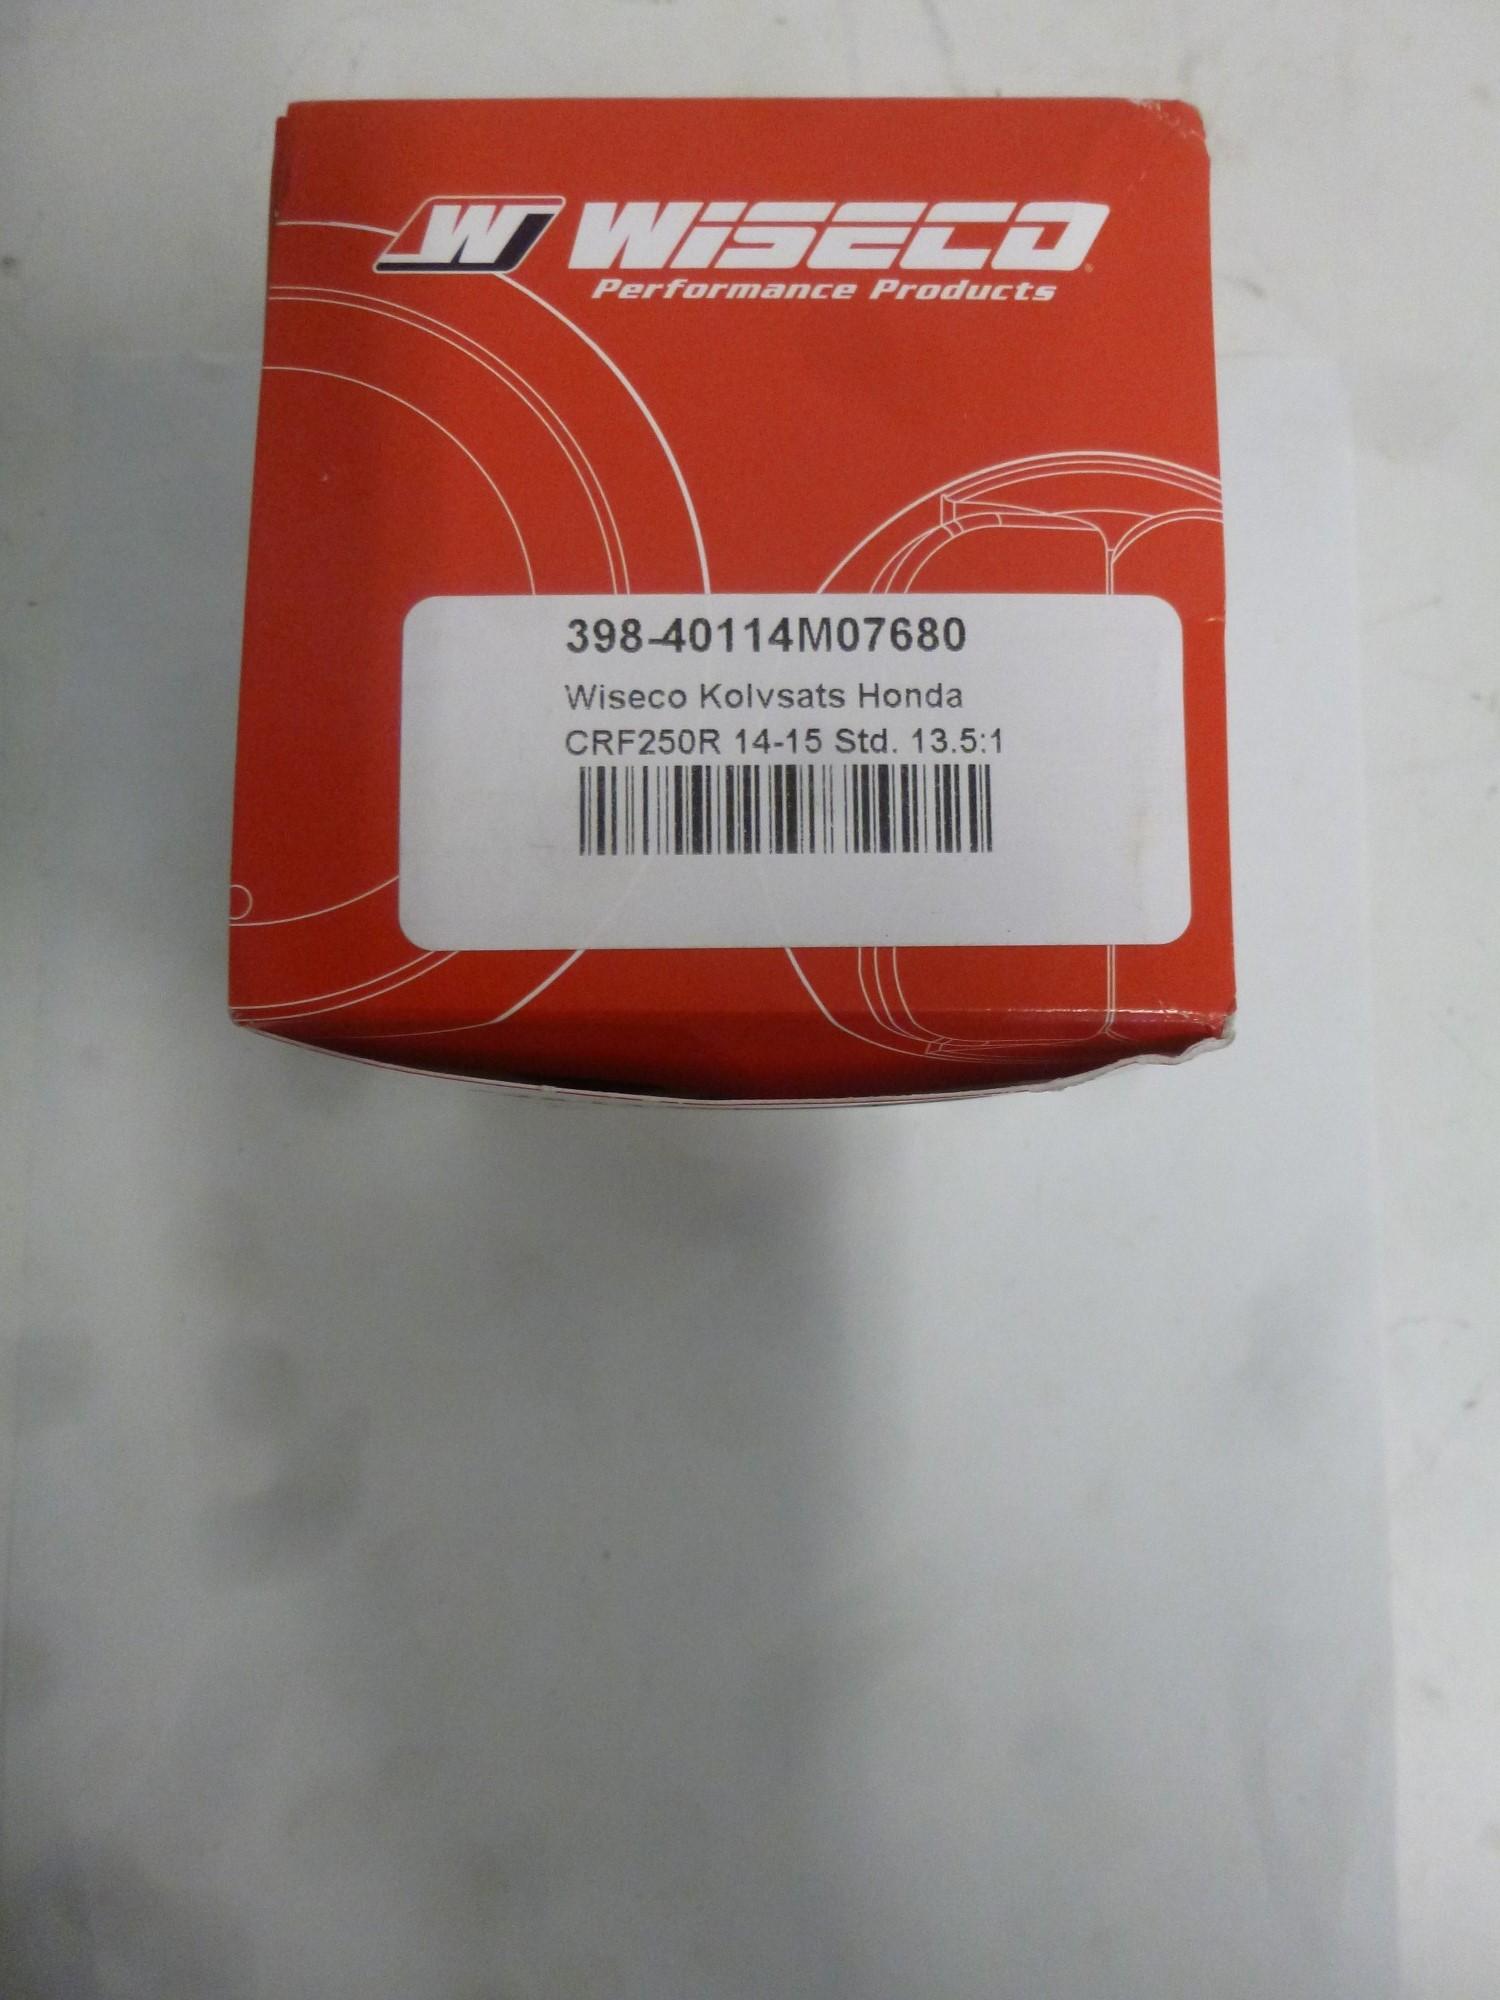 W WISECO
Performance Products
398-40114M07680
Wiseco Kolvsats Honda
CRF250R 14-15 Std. 13.5:1